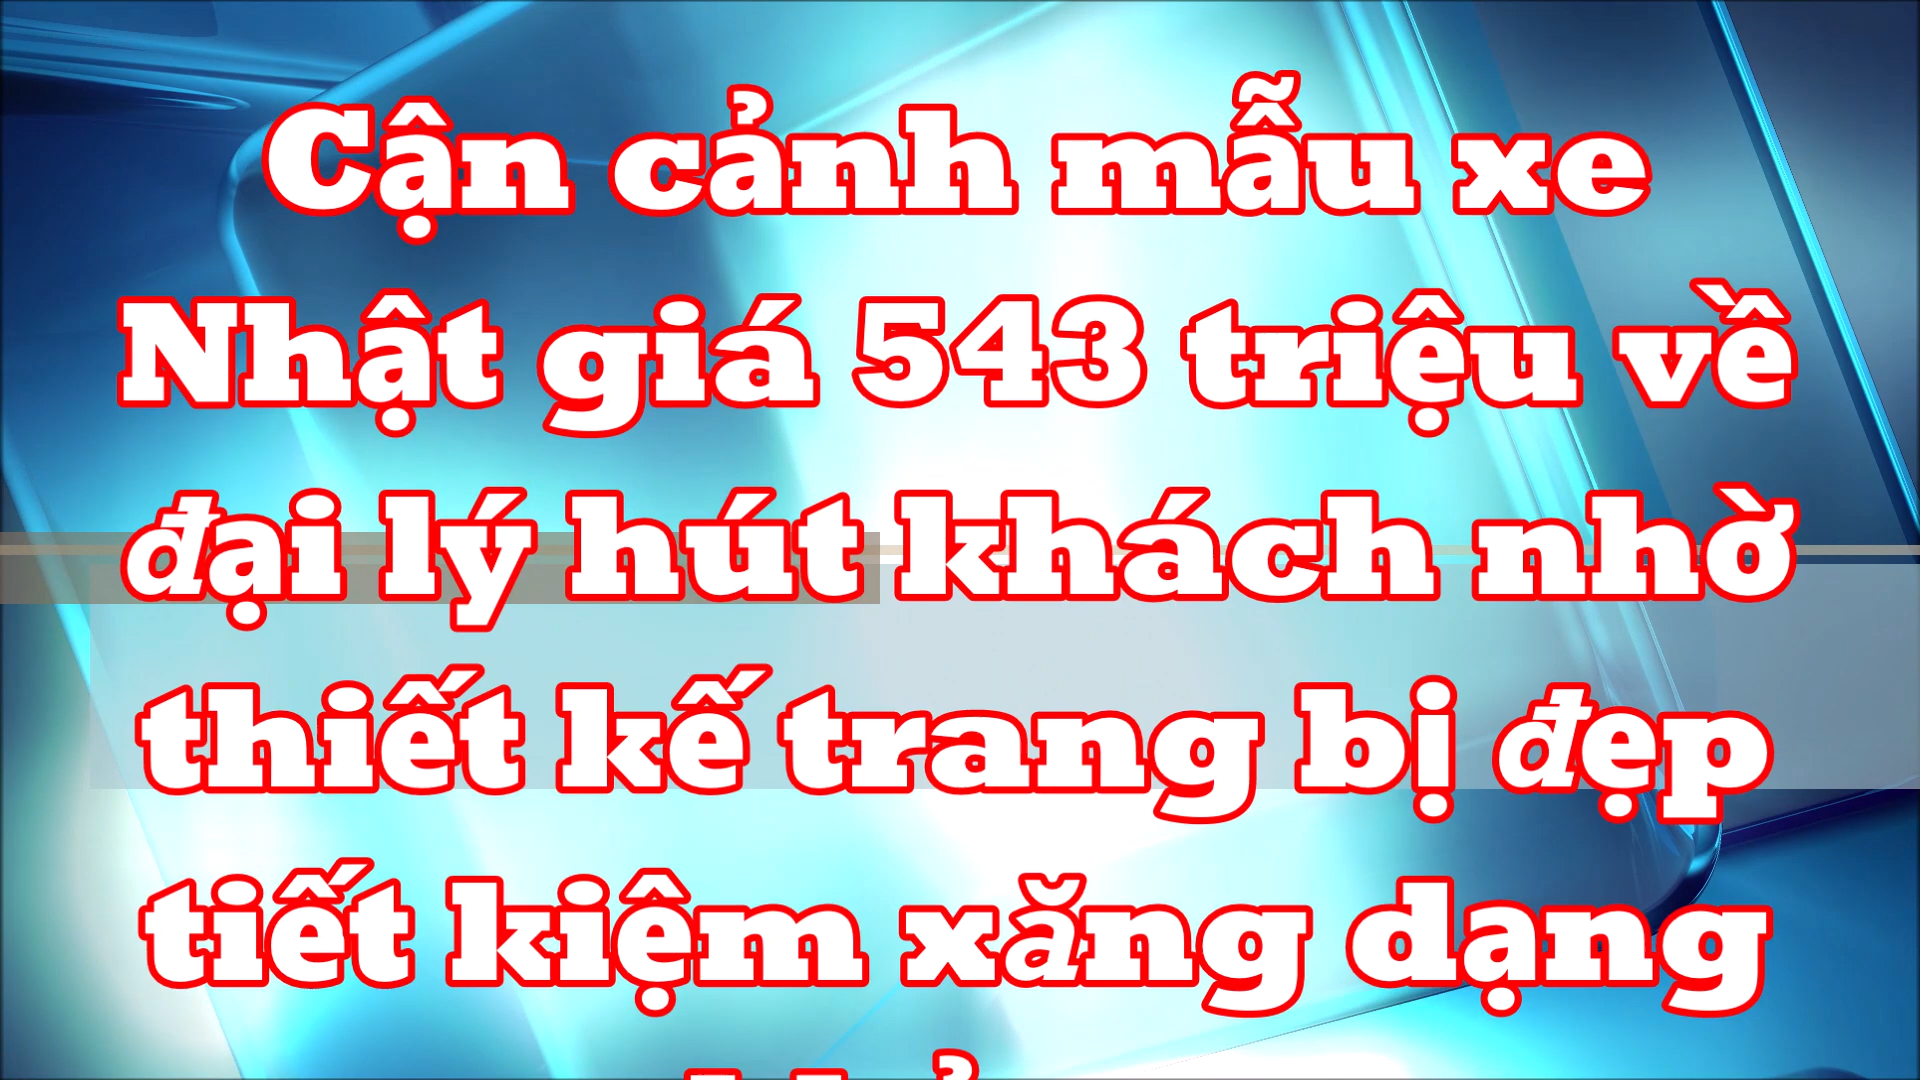 Cận cảnh mẫu xe
Nhật giá 543 triệu về
đại lý hút khách nhờ
thiết kế trang bị đẹp
tiết kiệm xăng dạng